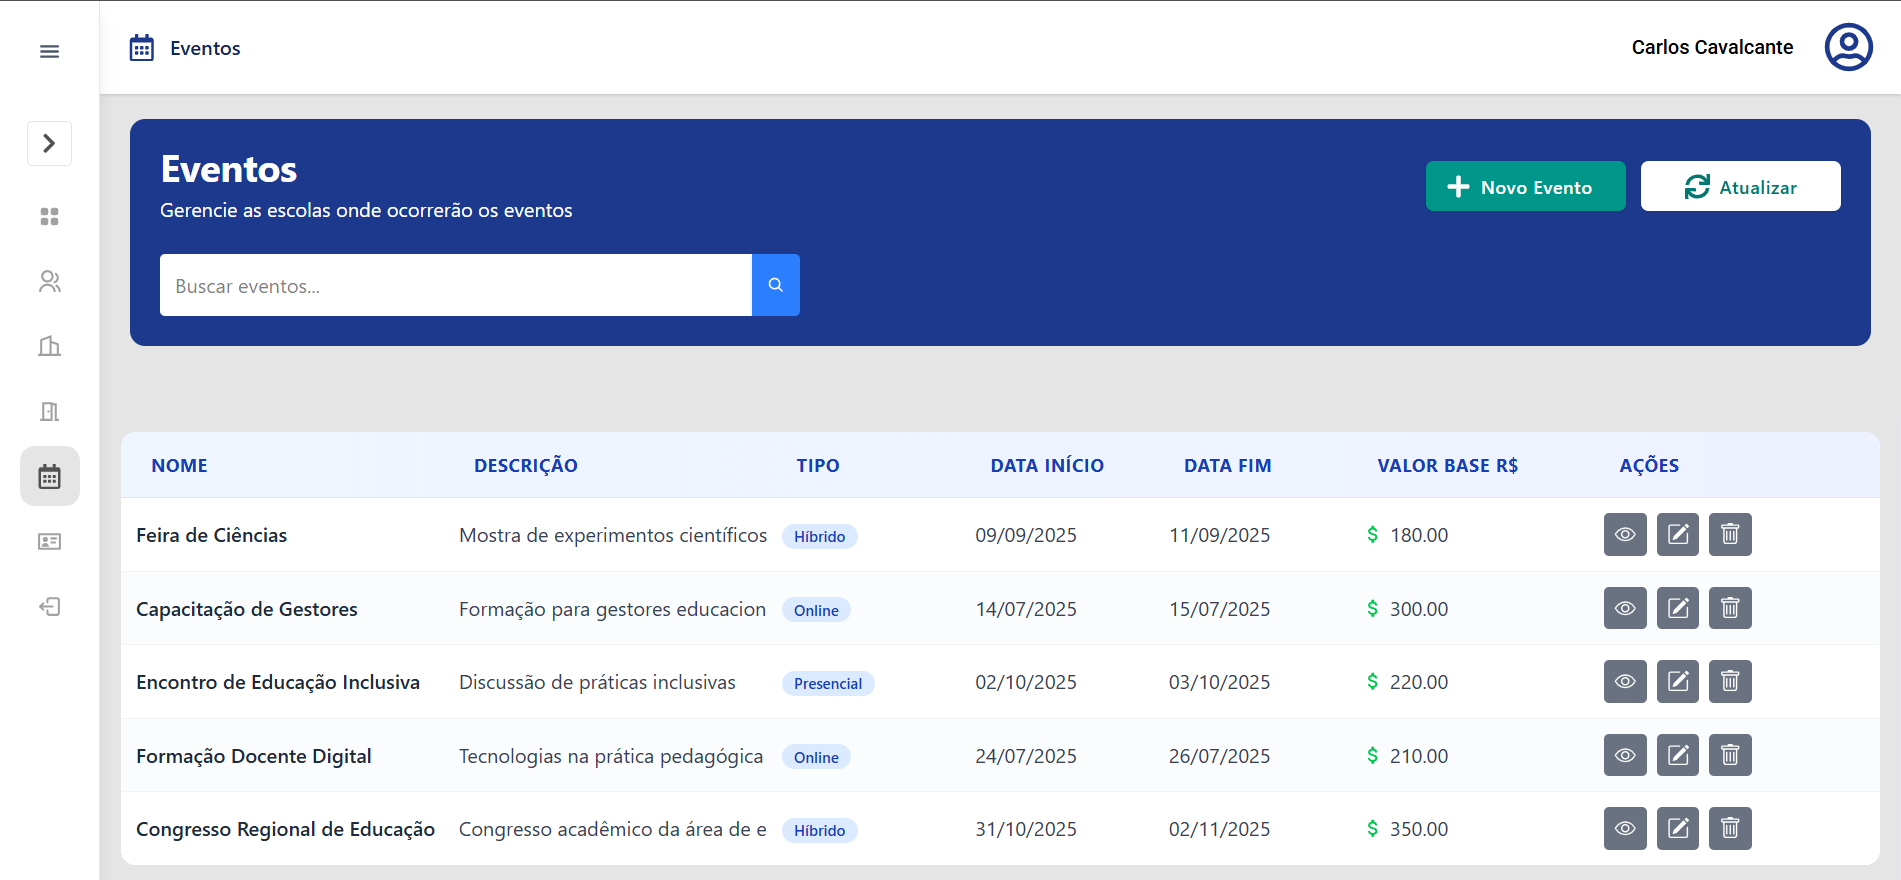 Eventos
Carlos Cavalcante
Eventos
Gerencie as escolas onde ocorrerão os eventos
Novo Evento
Atualizar
Buscar eventos...
NOME DESCRIÇÃO TIPO DATA INÍCIO DATA FIM VALOR BASE R$ AÇÕES
Feira de Ciências Mostra de experimentos científicos Híbrido 09/09/2025 11/09/2025 $ 180.00
Capacitação de Gestores Formação para gestores educacion Online 14/07/2025 15/07/2025 $ 300.00
Encontro de Educação Inclusiva Discussão de práticas inclusivas Presencial 02/10/2025 03/10/2025 $ 220.00
Formação Docente Digital Tecnologias na prática pedagógica Online 24/07/2025 26/07/2025 $ 210.00
Congresso Regional de Educação Congresso acadêmico da área de e Híbrido 31/10/2025 02/11/2025 $ 350.00